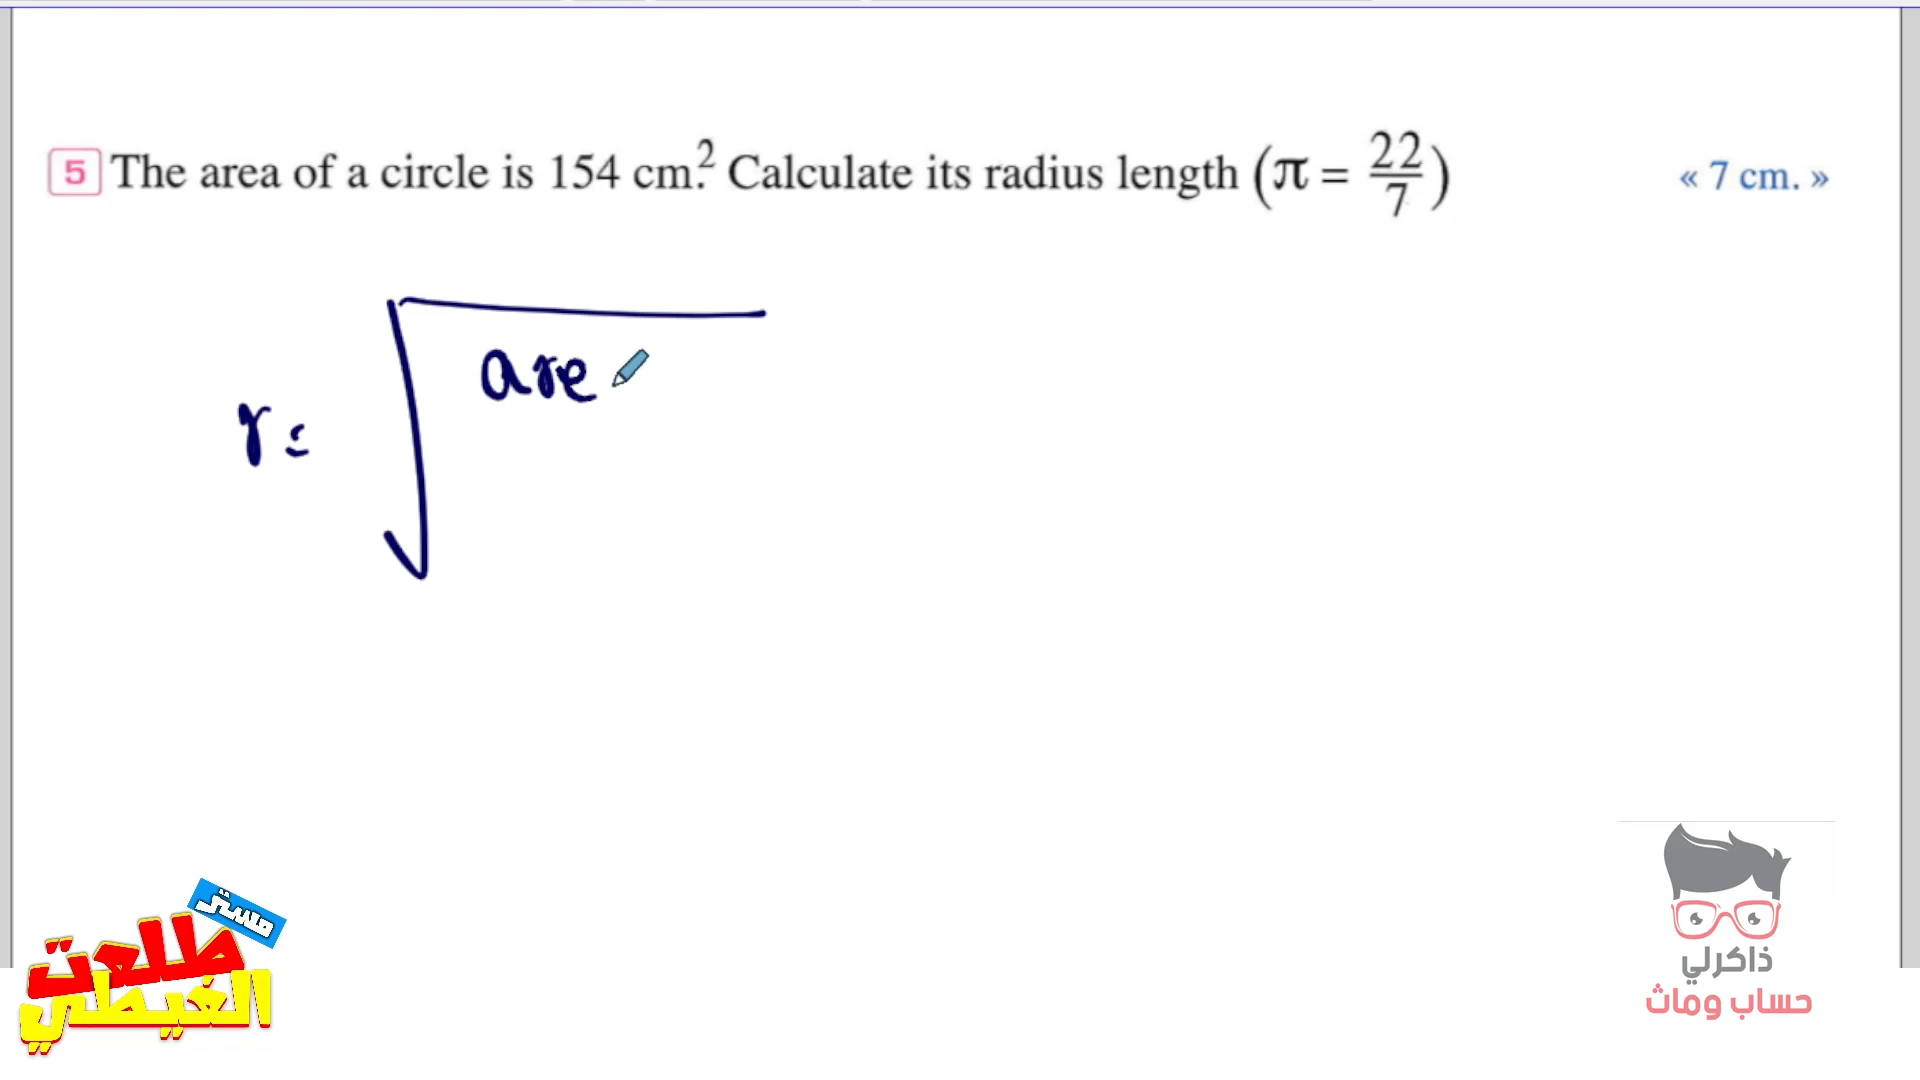 5 The area of a circle is 154 cm.² Calculate its radius length (π = 22/7) « 7 cm. »
r = √ are
مستر
طلعت
الغيطي
ذاكرلي
حساب وماث